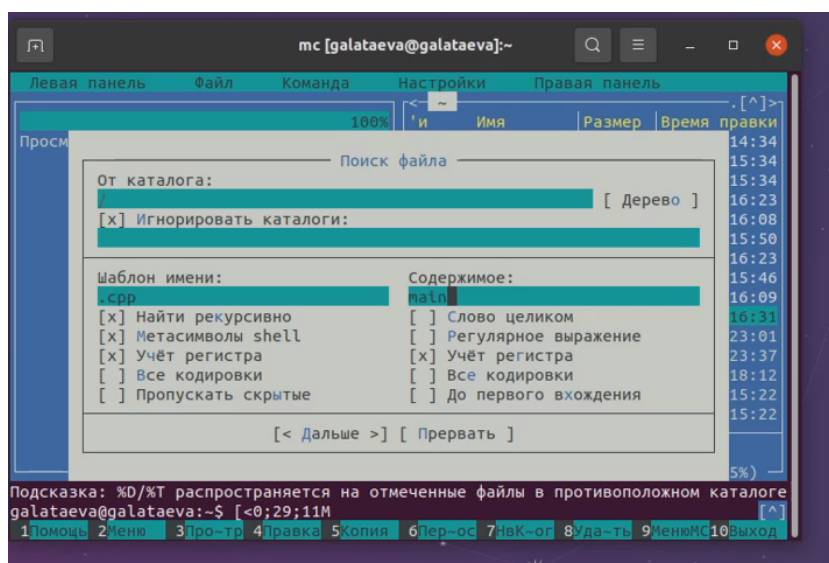 mc [galataeva@galataeva]:~
Левая панель Файл Команда Настройки Правая панель
<— ~ .[^]>
100% 'и Имя Размер Время правки
Просм 14:34
15:34
15:34
16:23
16:08
15:50
16:23
15:46
16:09
16:31
23:01
23:37
18:12
15:22
15:22
Поиск файла
От каталога:
/ [ Дерево ]
[x] Игнорировать каталоги:
Шаблон имени: Содержимое:
.cpp main
[x] Найти рекурсивно [ ] Слово целиком
[x] Метасимволы shell [ ] Регулярное выражение
[x] Учёт регистра [x] Учёт регистра
[ ] Все кодировки [ ] Все кодировки
[ ] Пропускать скрытые [ ] До первого вхождения
[< Дальше >] [ Прервать ]
5%)
Подсказка: %D/%T распространяется на отмеченные файлы в противоположном каталоге
galataeva@galataeva:~$ [<0;29;11M [^]
1Помощь 2Меню 3Про~тр 4Правка 5Копия 6Пер~ос 7НвК~ог 8Уда~ть 9МенюMC 10Выход